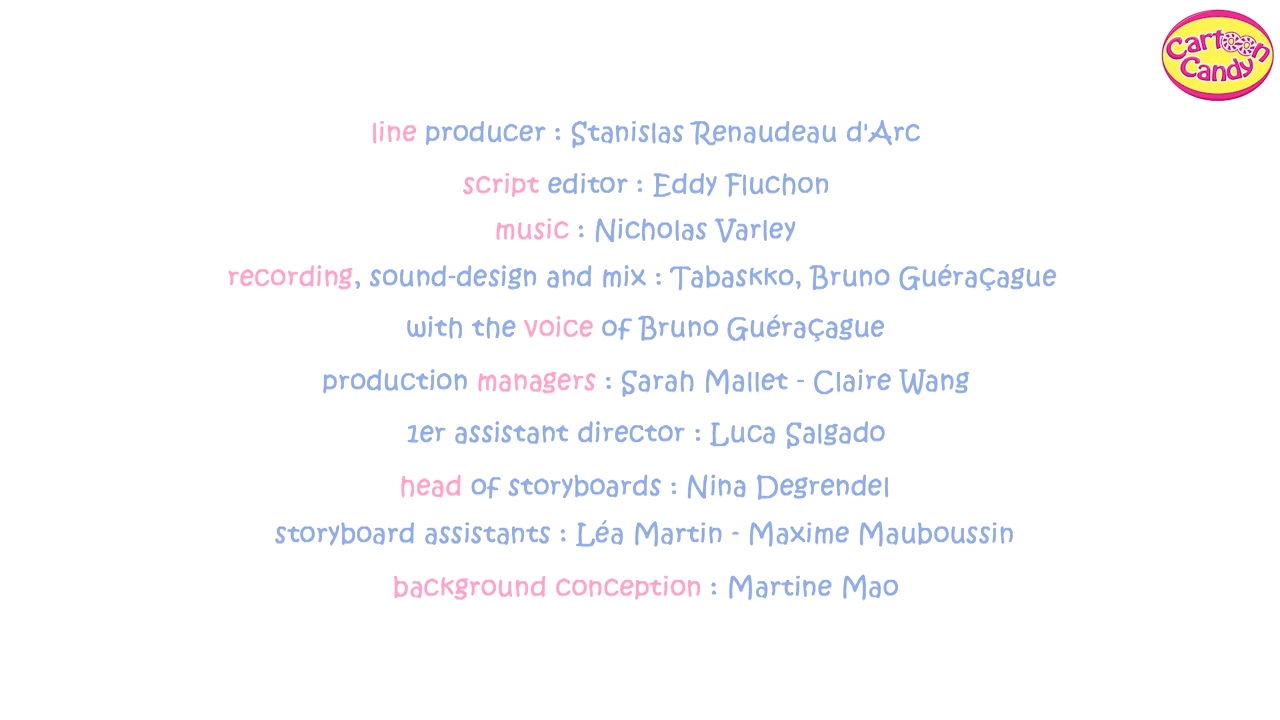 Cartoon
Candy
line producer : Stanislas Renaudeau d'Arc
script editor : Eddy Fluchon
music : Nicholas Varley
recording, sound-design and mix : Tabaskko, Bruno Guéraçague
with the voice of Bruno Guéraçague
production managers : Sarah Mallet - Claire Wang
1er assistant director : Luca Salgado
head of storyboards : Nina Degrendel
storyboard assistants : Léa Martin - Maxime Mauboussin
background conception : Martine Mao